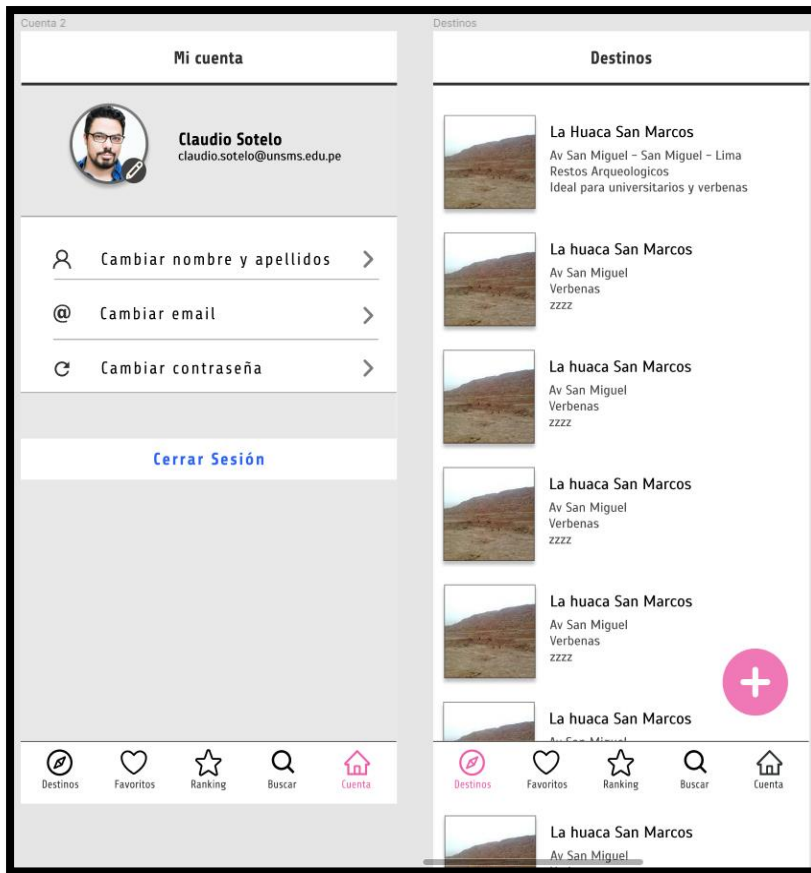 Cuenta 2
Mi cuenta
Claudio Sotelo
claudio.sotelo@unsms.edu.pe
Cambiar nombre y apellidos
@ Cambiar email
Cambiar contraseña
Cerrar Sesión
Destinos
Favoritos
Ranking
Buscar
Cuenta
Destinos
Destinos
La Huaca San Marcos
Av San Miguel - San Miguel - Lima
Restos Arqueologicos
Ideal para universitarios y verbenas
La huaca San Marcos
Av San Miguel
Verbenas
zzzz
La huaca San Marcos
Av San Miguel
Verbenas
zzzz
La huaca San Marcos
Av San Miguel
Verbenas
zzzz
La huaca San Marcos
Av San Miguel
Verbenas
zzzz
La huaca San Marcos
Av San Miguel
Destinos
Favoritos
Ranking
Buscar
Cuenta
La huaca San Marcos
Av San Miguel